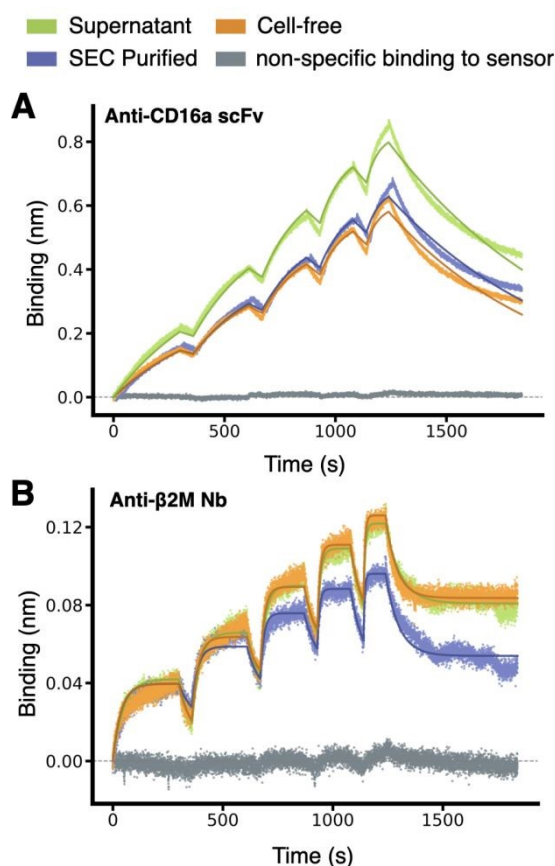 Supernatant
Cell-free
SEC Purified
non-specific binding to sensor
A
Anti-CD16a scFv
Binding (nm)
0.8
0.6
0.4
0.2
0.0
0
500
1000
1500
Time (s)
B
Anti-β2M Nb
Binding (nm)
0.12
0.08
0.04
0.00
0
500
1000
1500
Time (s)